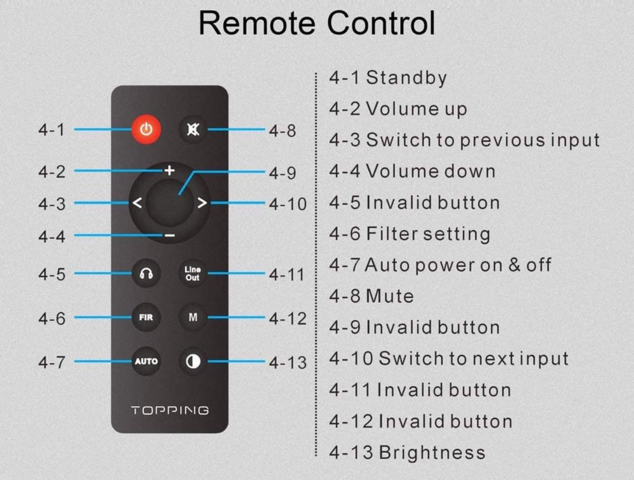 Remote Control
4-1
4-2
4-3
4-4
4-5
4-6
4-7
4-8
4-9
4-10
4-11
4-12
4-13
+
<
>
−
Line
Out
FIR
M
AUTO
TOPPING
4-1 Standby
4-2 Volume up
4-3 Switch to previous input
4-4 Volume down
4-5 Invalid button
4-6 Filter setting
4-7 Auto power on & off
4-8 Mute
4-9 Invalid button
4-10 Switch to next input
4-11 Invalid button
4-12 Invalid button
4-13 Brightness